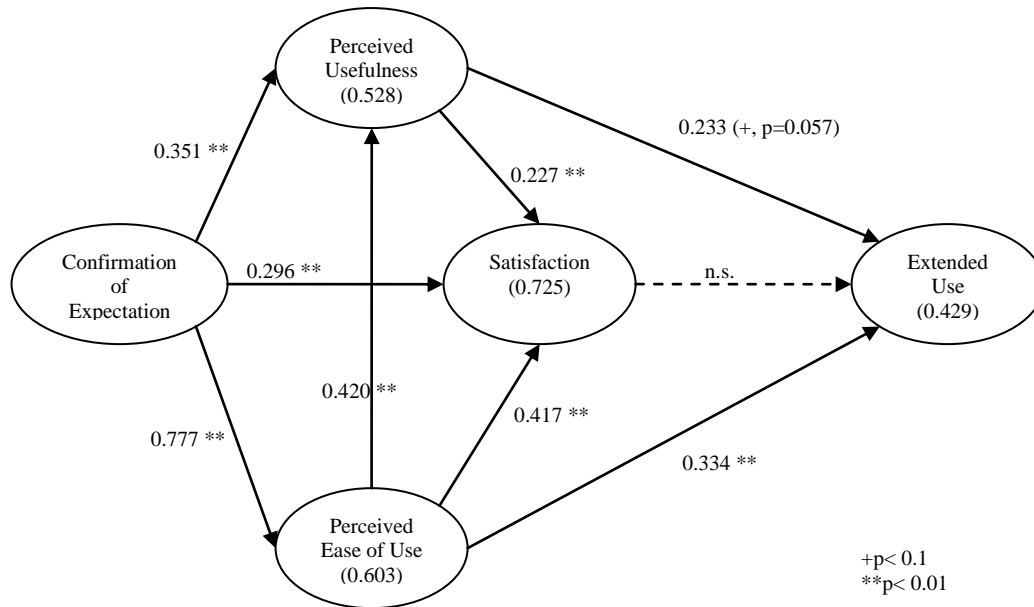 Perceived
Usefulness
(0.528)
0.233 (+, p=0.057)
0.351 **
0.227 **
Confirmation
of
Expectation
0.296 **
Satisfaction
(0.725)
n.s.
Extended
Use
(0.429)
0.420 **
0.417 **
0.777 **
0.334 **
Perceived
Ease of Use
(0.603)
+p< 0.1
**p< 0.01